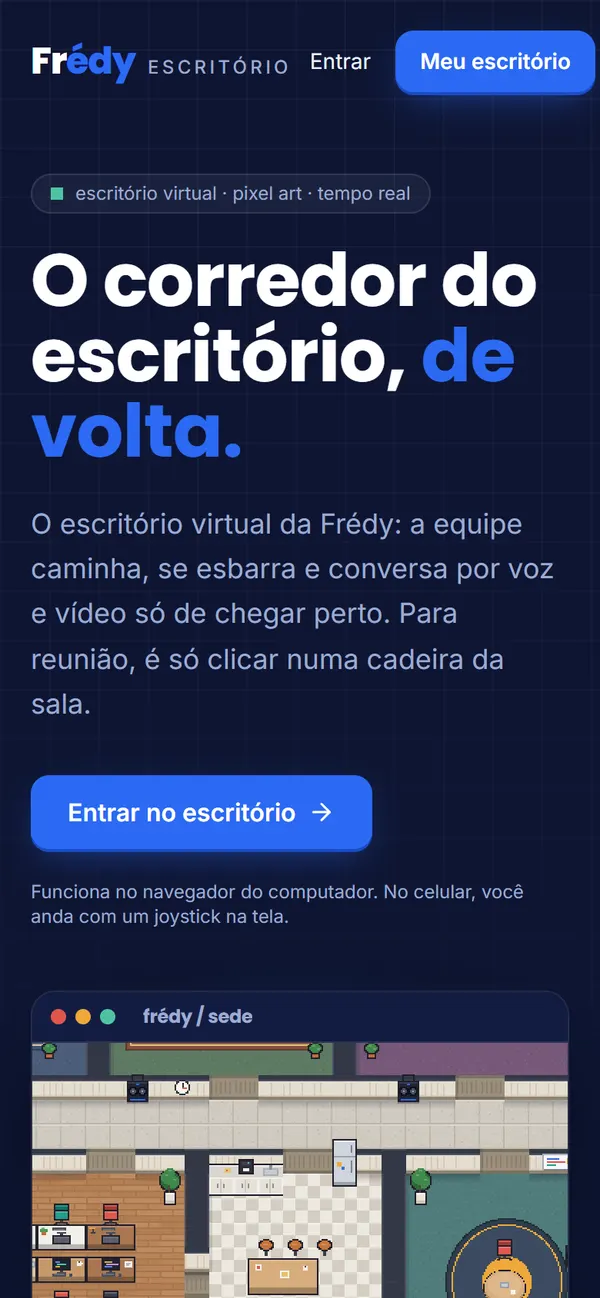 Frédy ESCRITÓRIO Entrar Meu escritório
escritório virtual · pixel art · tempo real
O corredor do
escritório, de
volta.
O escritório virtual da Frédy: a equipe
caminha, se esbarra e conversa por voz
e vídeo só de chegar perto. Para
reunião, é só clicar numa cadeira da
sala.
Entrar no escritório →
Funciona no navegador do computador. No celular, você
anda com um joystick na tela.
frédy / sede